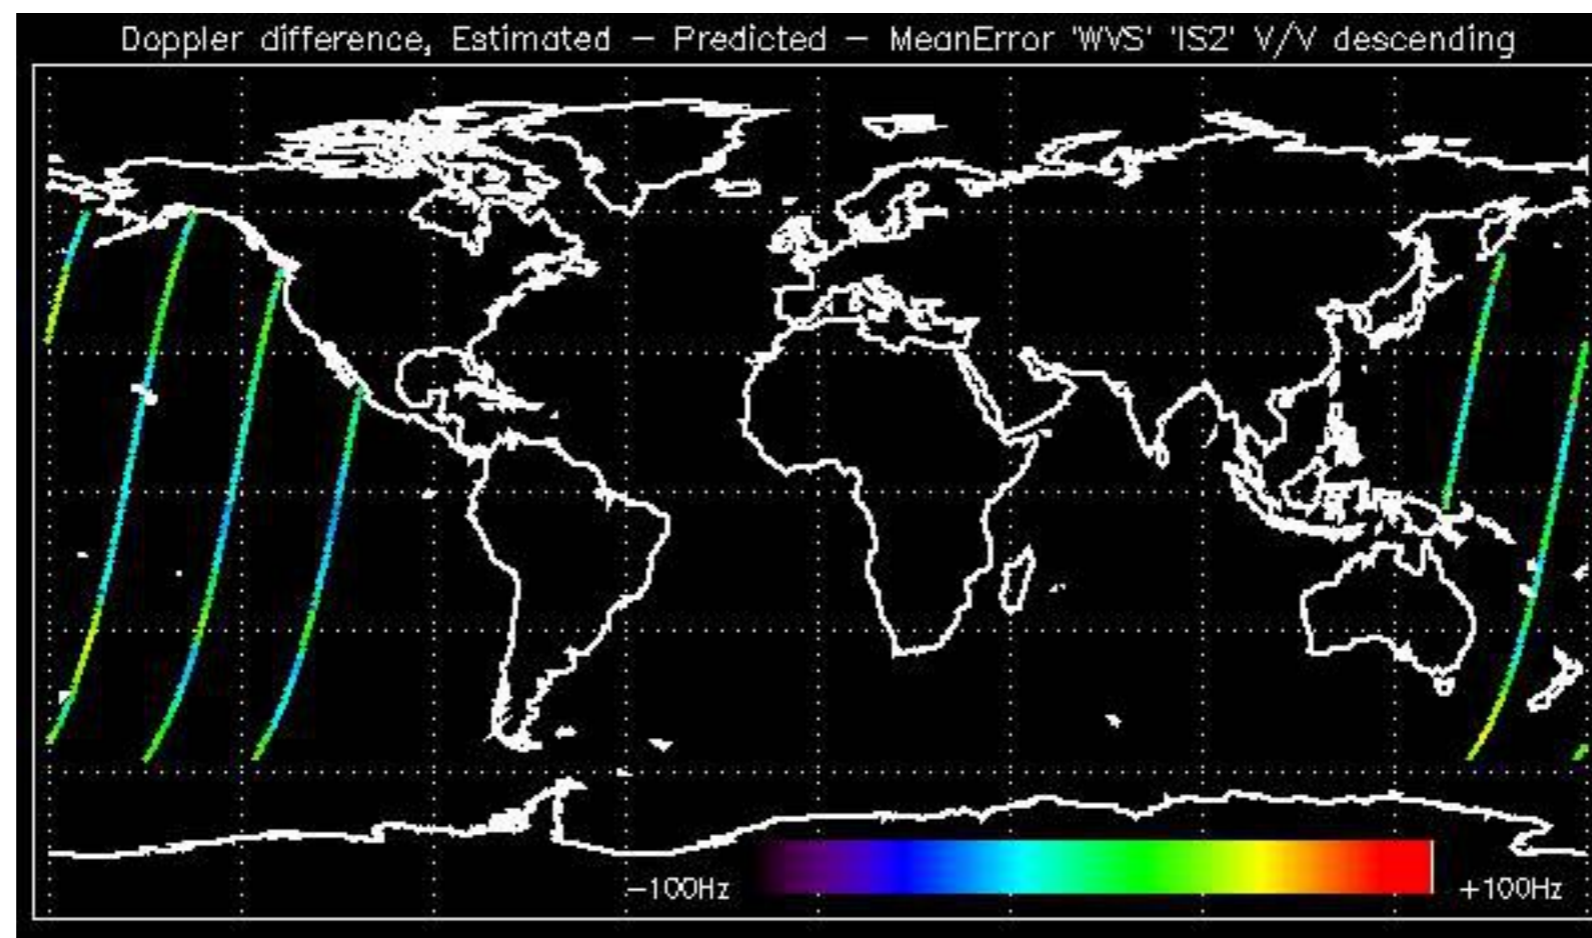 Doppler difference, Estimated – Predicted – MeanError 'WVS' 'IS2' V/V descending
–100Hz
+100Hz